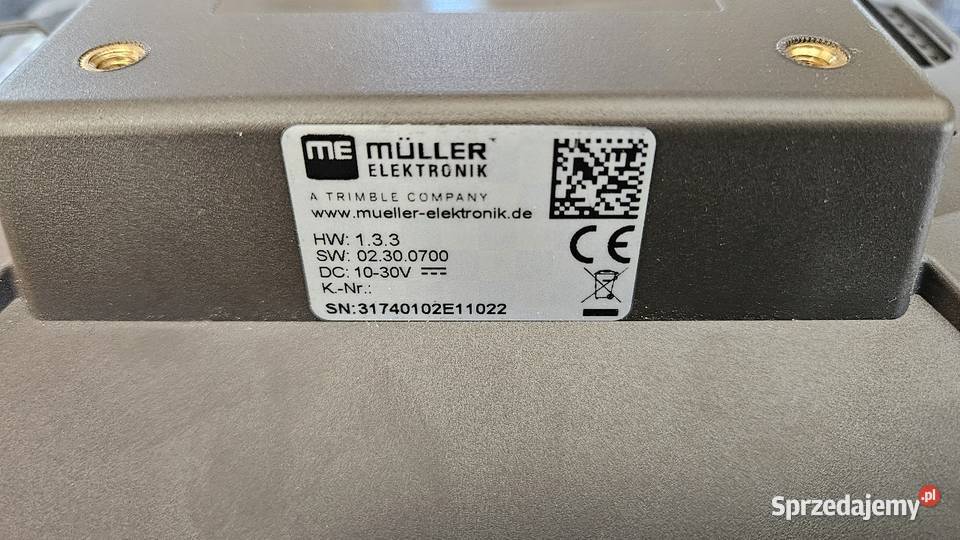 ME MÜLLER
ELEKTRONIK
A TRIMBLE COMPANY
www.mueller-elektronik.de
HW: 1.3.3
SW: 02.30.0700
DC: 10-30V
K.-Nr.:
SN:31740102E11022
CE
Sprzedajemy.pl